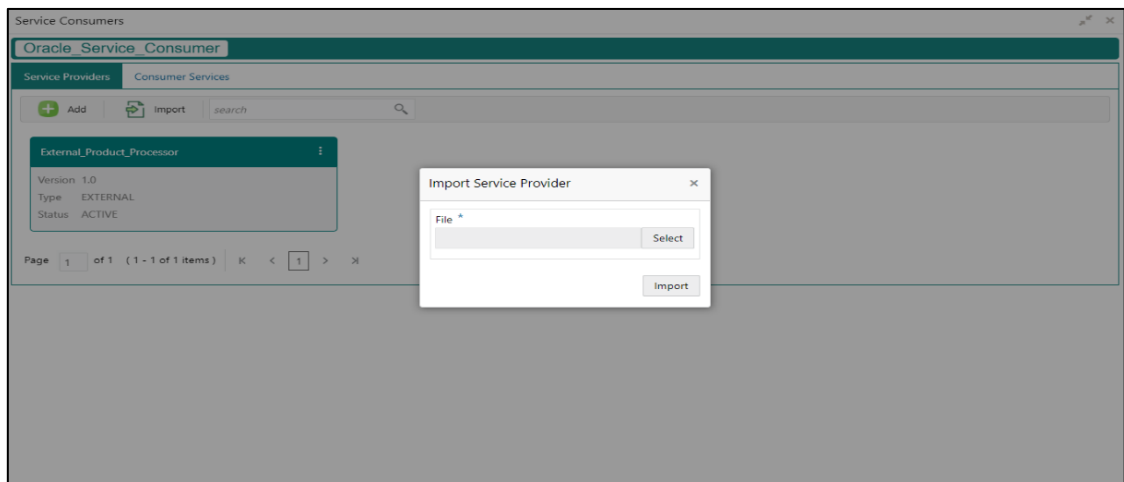 Service Consumers
Oracle_Service_Consumer
Service Providers Consumer Services
Add Import search
External_Product_Processor
Version 1.0
Type EXTERNAL
Status ACTIVE
Page 1 of 1 ( 1 - 1 of 1 items ) 1
Import Service Provider
File *
Select
Import